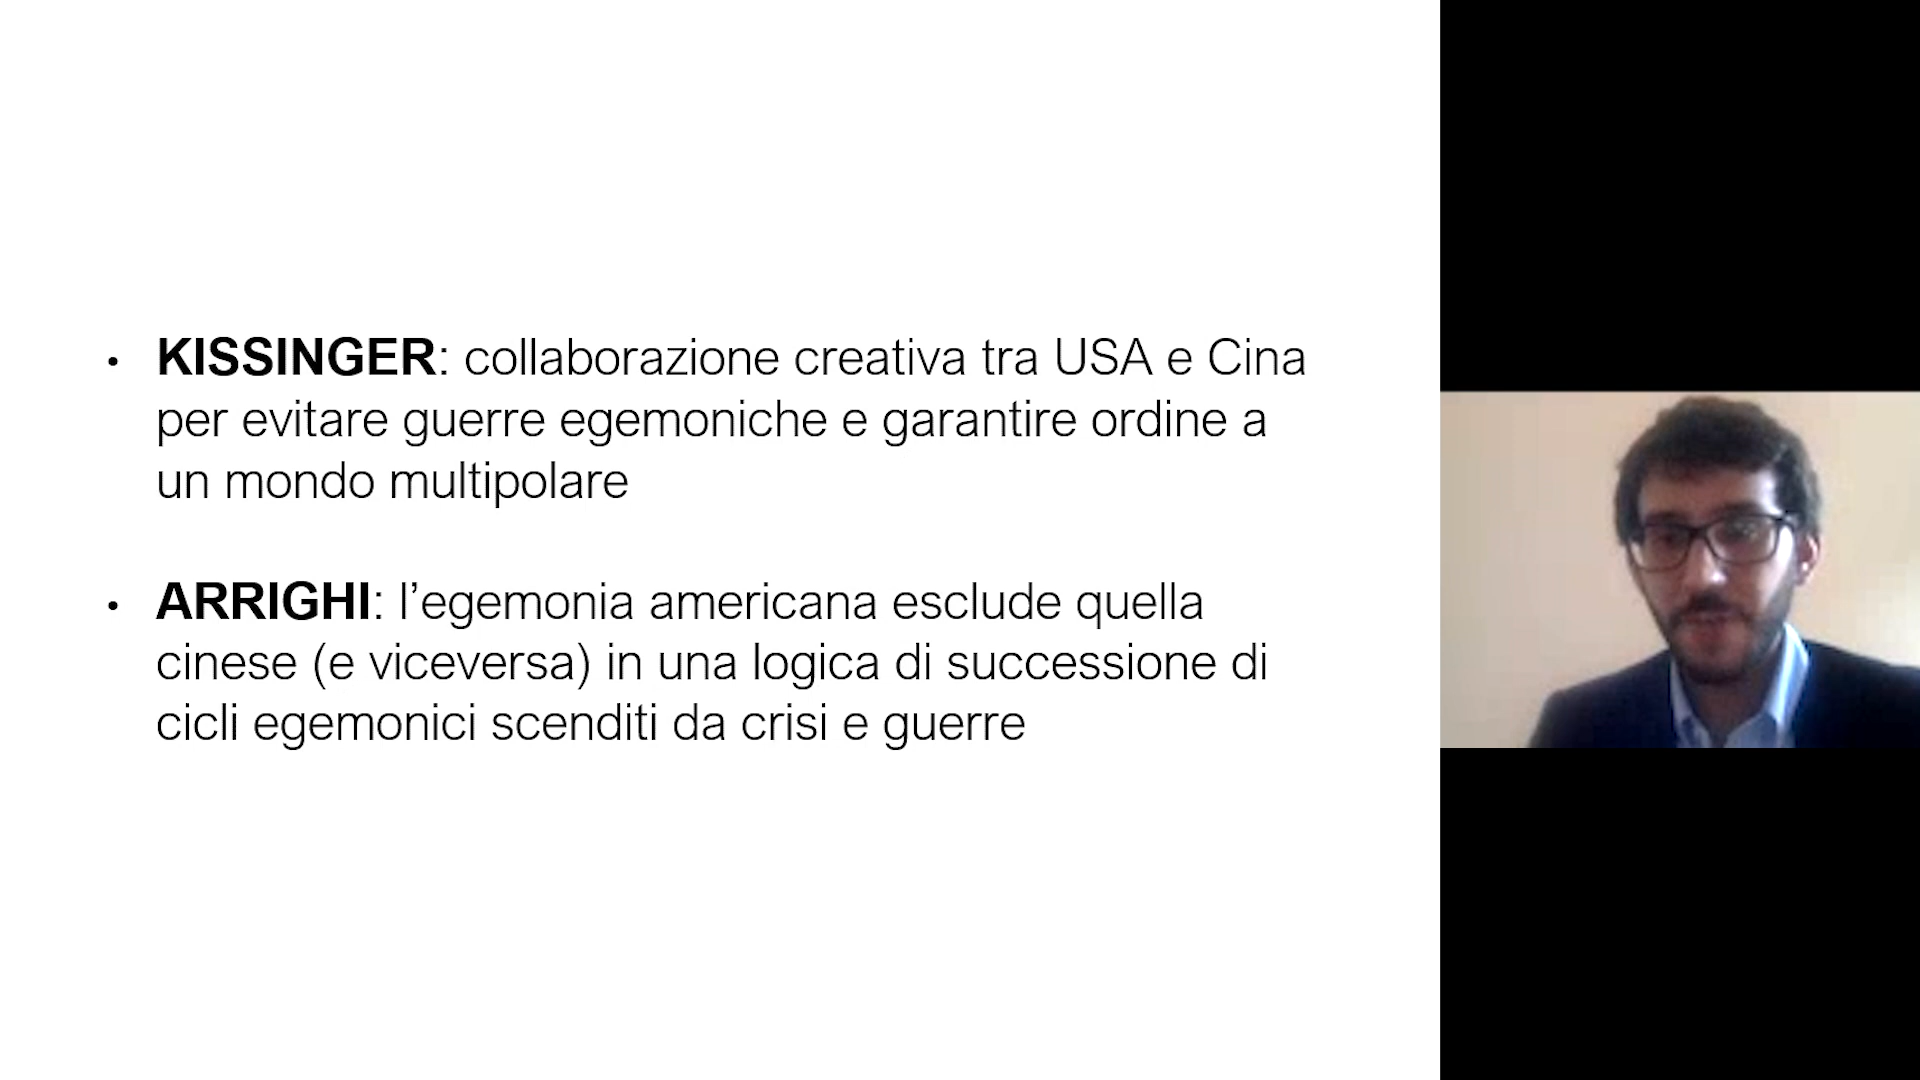 • KISSINGER: collaborazione creativa tra USA e Cina
per evitare guerre egemoniche e garantire ordine a
un mondo multipolare
• ARRIGHI: l’egemonia americana esclude quella
cinese (e viceversa) in una logica di successione di
cicli egemonici scenditi da crisi e guerre